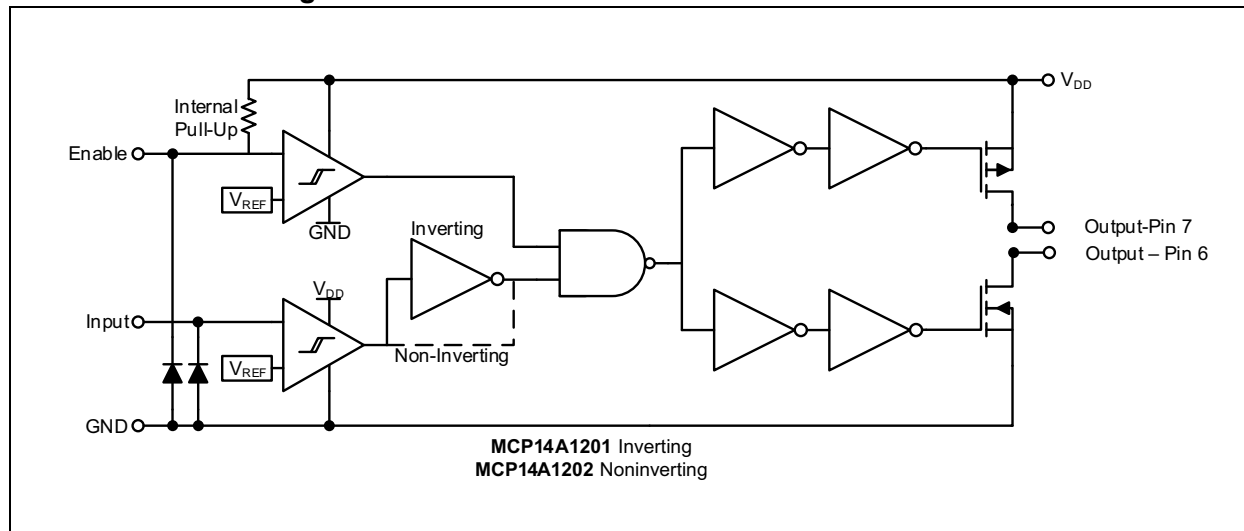 g
Internal
Pull-Up
VDD
Enable
VREF
GND
Inverting
Output-Pin 7
Output – Pin 6
VDD
Input
VREF
Non-Inverting
GND
MCP14A1201 Inverting
MCP14A1202 Noninverting